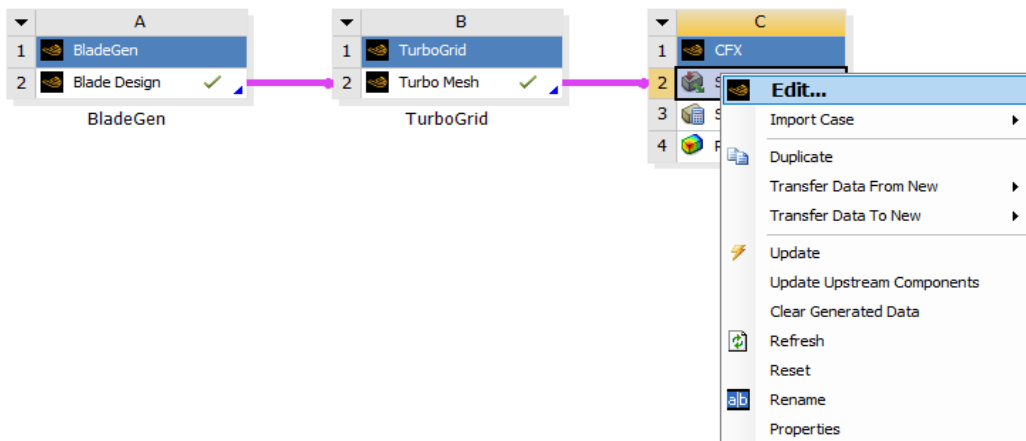 A
1 BladeGen
2 Blade Design
BladeGen
B
1 TurboGrid
2 Turbo Mesh
TurboGrid
C
1 CFX
2 S
3 S
4 P
Edit...
Import Case
Duplicate
Transfer Data From New
Transfer Data To New
Update
Update Upstream Components
Clear Generated Data
Refresh
Reset
a|b Rename
Properties